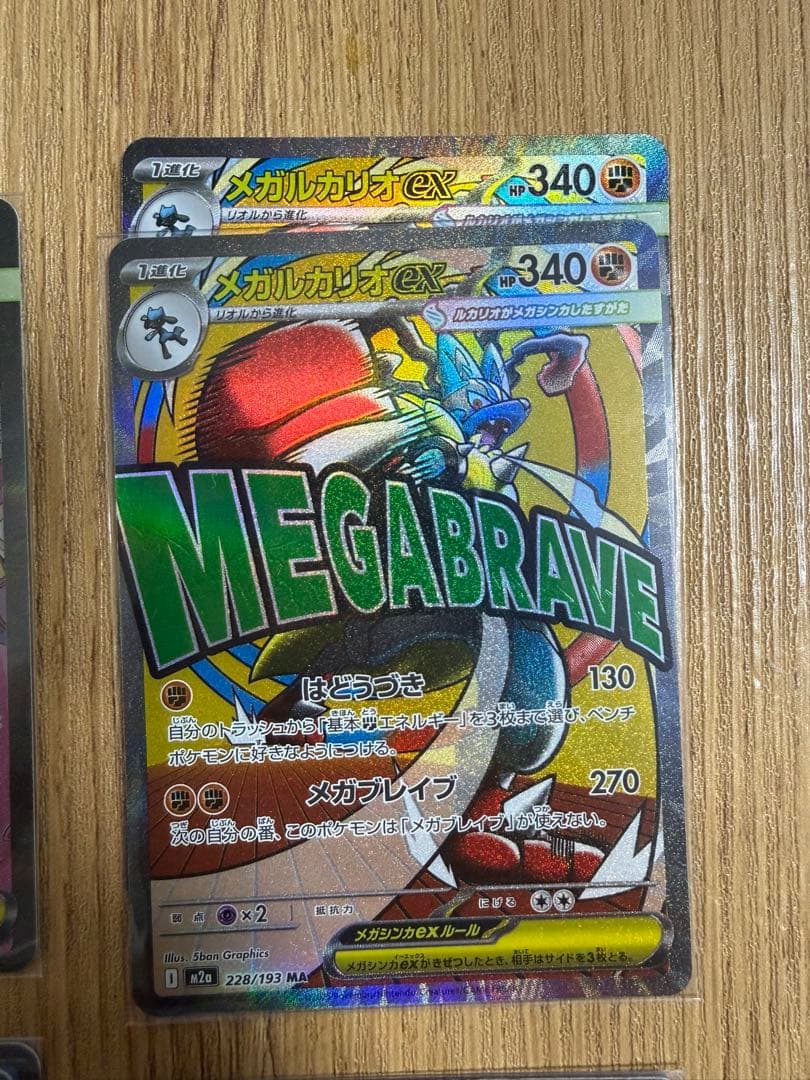 1進化
メガルカリオex
HP340
リオルから進化
1進化
メガルカリオex
HP340
リオルから進化
ルカリオがメガシンカしたすがた
MEGABRAVE
はどうづき 130
自分のトラッシュから「基本エネルギー」を3枚まで選び、ベンチ
ポケモンに好きなようにつける。
メガブレイブ 270
次の自分の番、このポケモンは「メガブレイブ」が使えない。
弱点 ×2 抵抗力 にげる
メガシンカexルール
メガシンカexがきぜつしたとき、相手はサイドを3枚とる。
Illus. 5ban Graphics
I M2a 228/193 MA